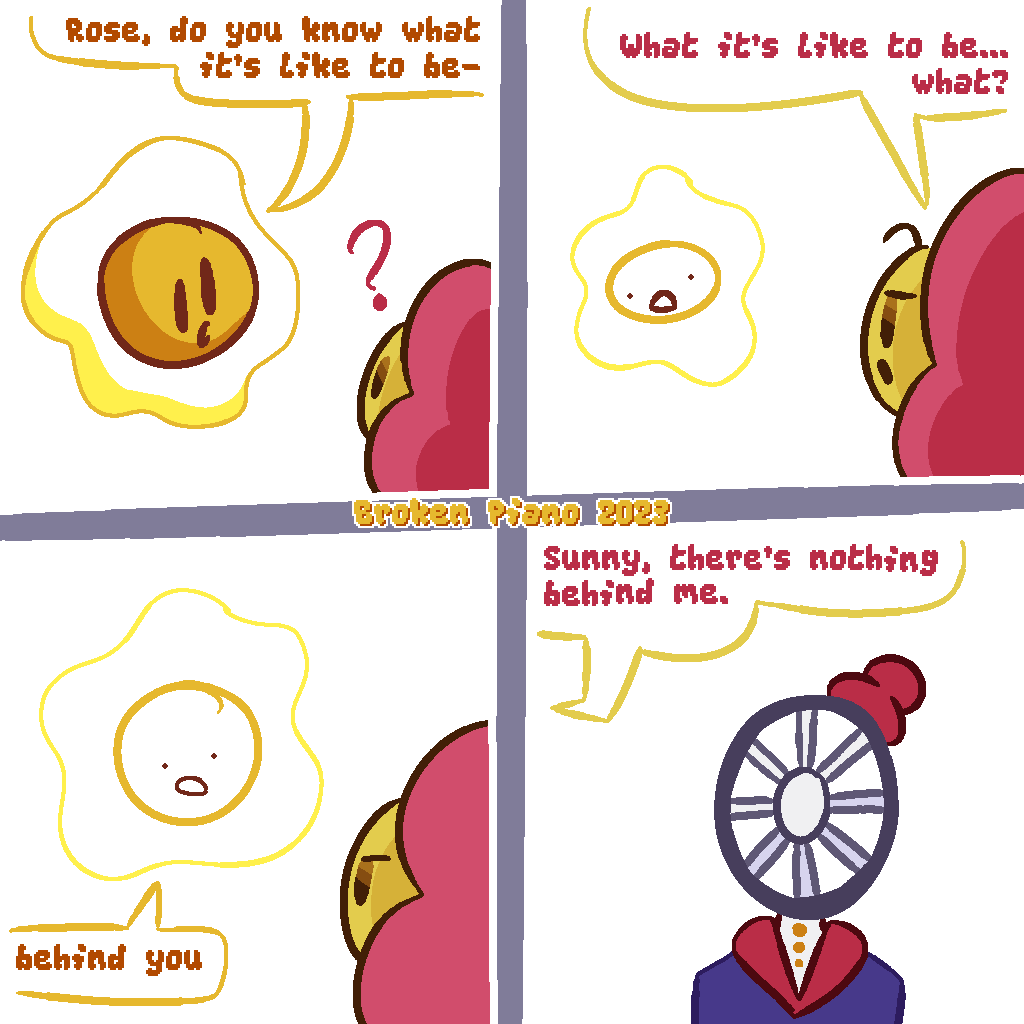 Rose, do you know what
it's like to be-
What it's like to be...
what?
Broken Piano 2023
behind you
Sunny, there's nothing
behind me.